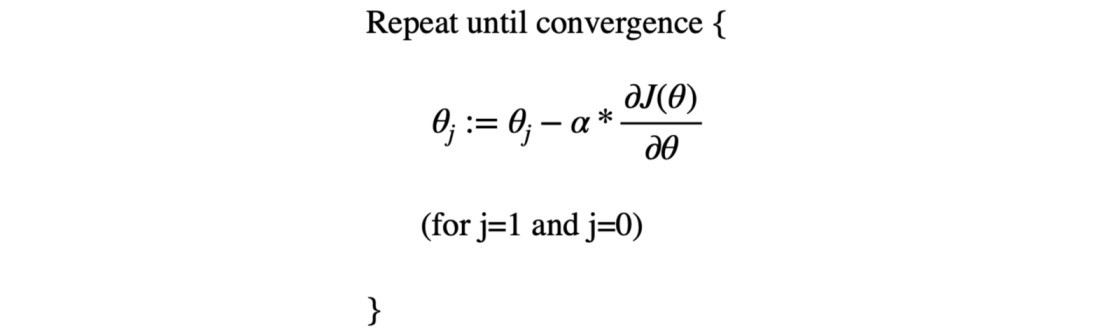 Repeat until convergence {
θj := θj − α * ∂J(θ)/∂θ
(for j=1 and j=0)
}